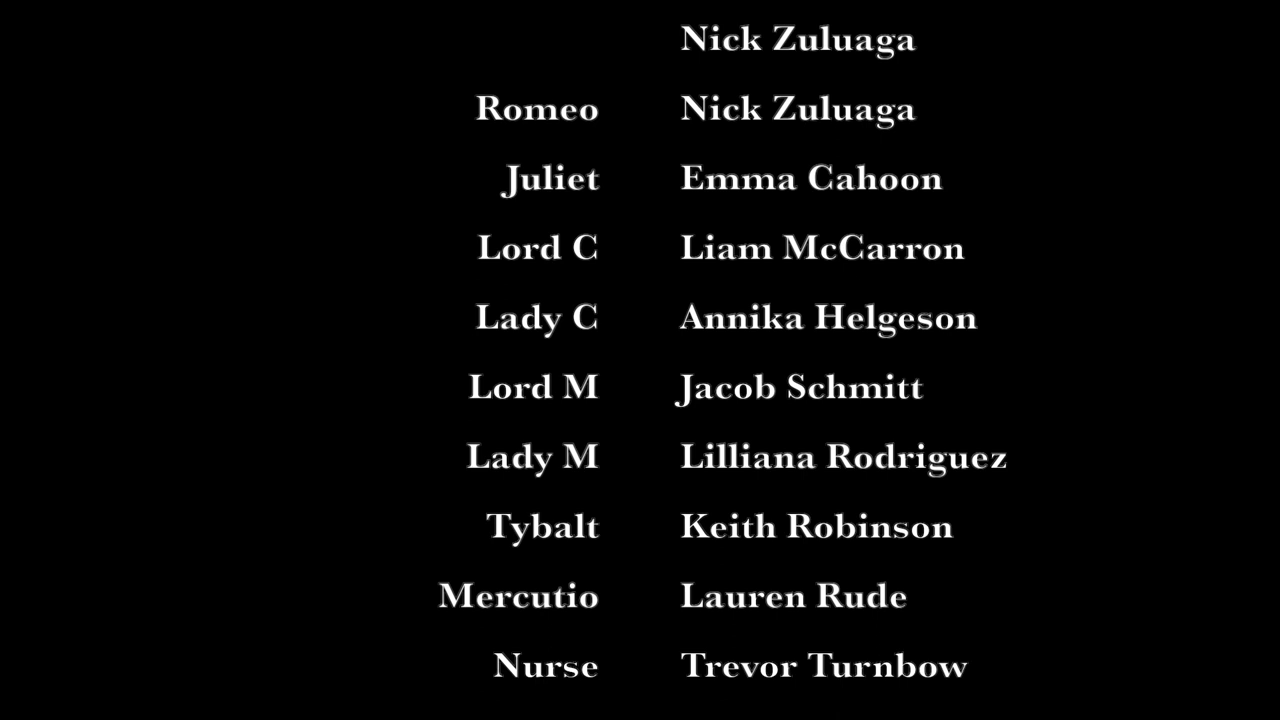 Nick Zuluaga
Romeo Nick Zuluaga
Juliet Emma Cahoon
Lord C Liam McCarron
Lady C Annika Helgeson
Lord M Jacob Schmitt
Lady M Lilliana Rodriguez
Tybalt Keith Robinson
Mercutio Lauren Rude
Nurse Trevor Turnbow